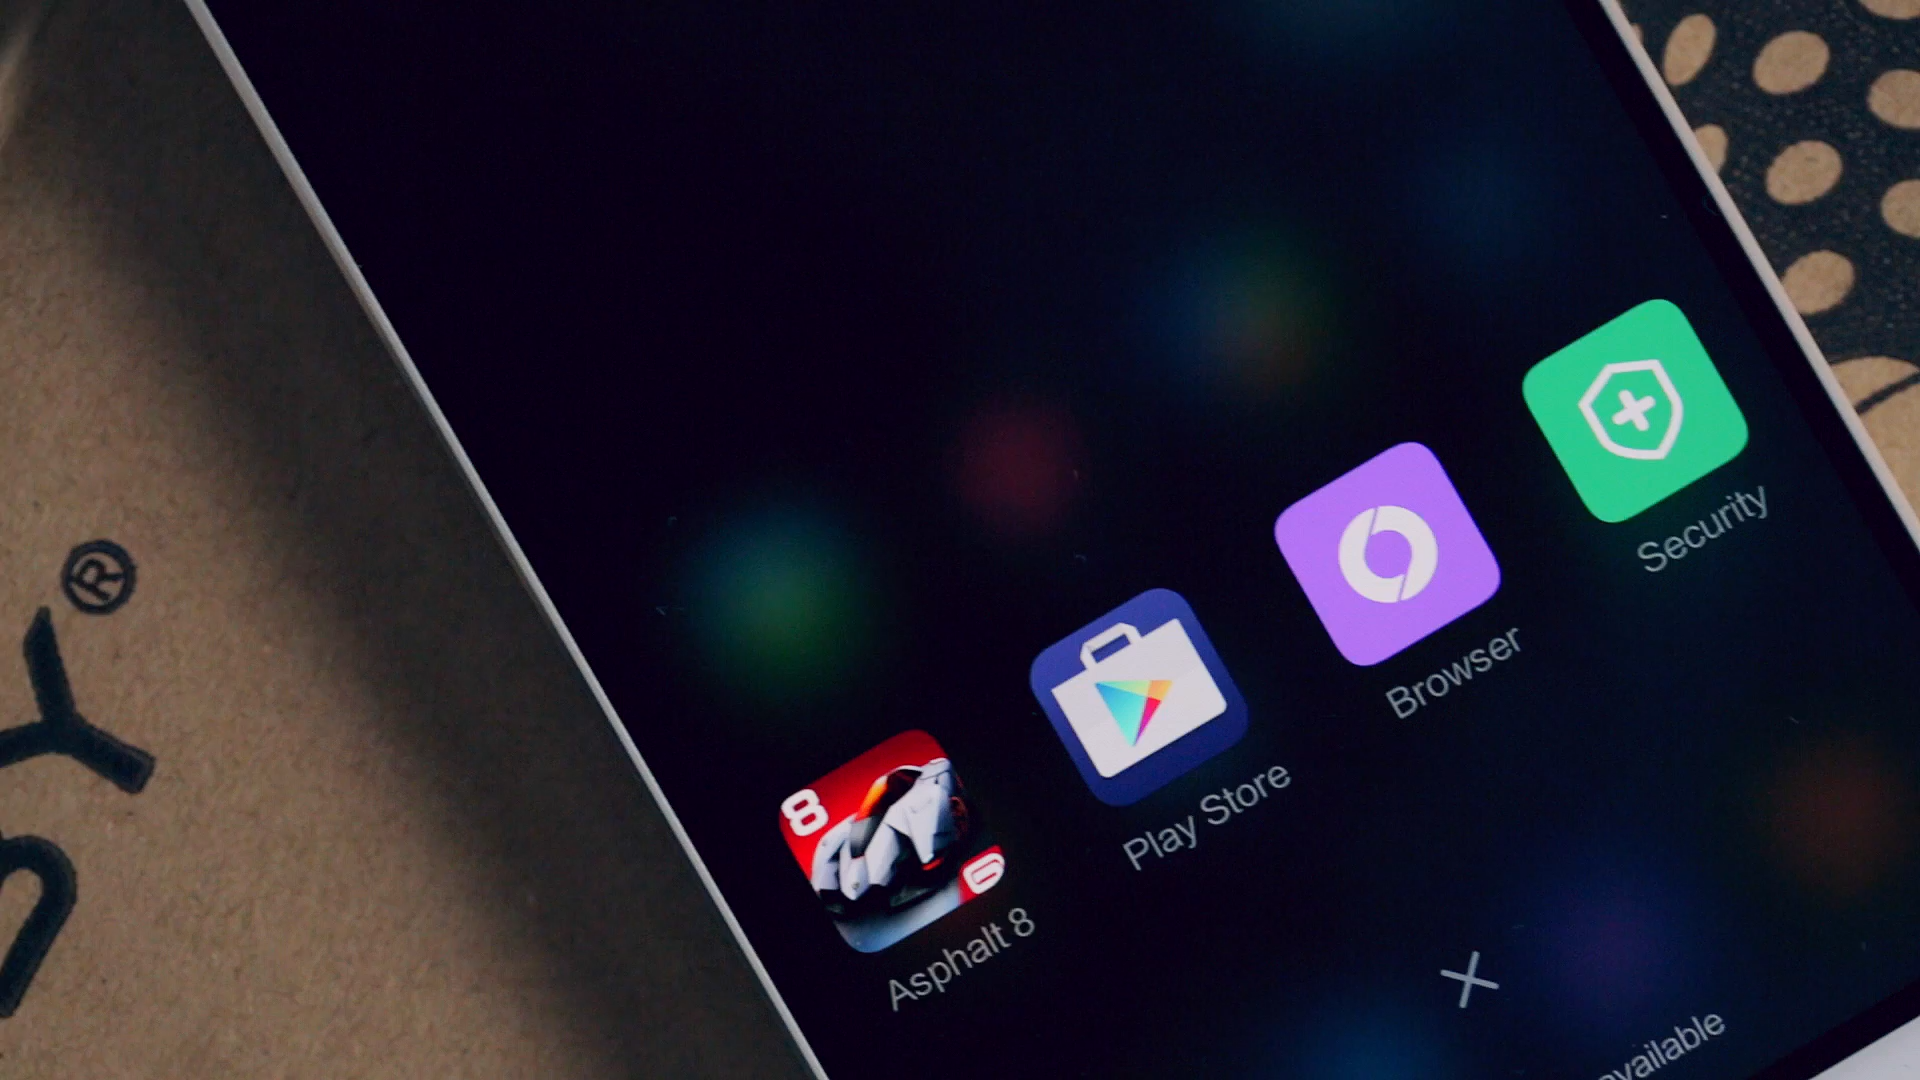 Y®
8
Asphalt 8
Play Store
Browser
Security
available